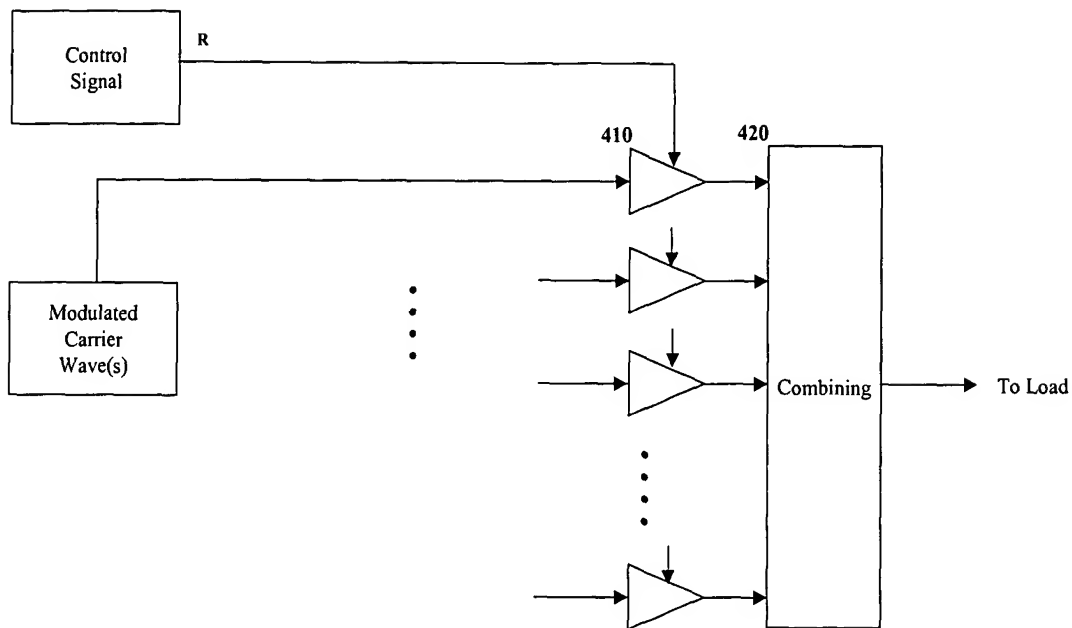 Control
Signal
R
410
420
Modulated
Carrier
Wave(s)
Combining
To Load